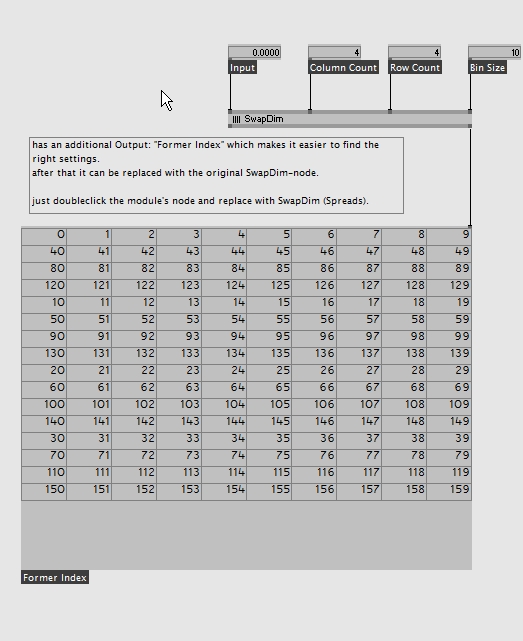 0.0000 4 4 10
Input Column Count Row Count Bin Size
SwapDim
has an additional Output: "Former Index" which makes it easier to find the
right settings.
after that it can be replaced with the original SwapDim-node.
just doubleclick the module's node and replace with SwapDim (Spreads).
0 1 2 3 4 5 6 7 8 9
40 41 42 43 44 45 46 47 48 49
80 81 82 83 84 85 86 87 88 89
120 121 122 123 124 125 126 127 128 129
10 11 12 13 14 15 16 17 18 19
50 51 52 53 54 55 56 57 58 59
90 91 92 93 94 95 96 97 98 99
130 131 132 133 134 135 136 137 138 139
20 21 22 23 24 25 26 27 28 29
60 61 62 63 64 65 66 67 68 69
100 101 102 103 104 105 106 107 108 109
140 141 142 143 144 145 146 147 148 149
30 31 32 33 34 35 36 37 38 39
70 71 72 73 74 75 76 77 78 79
110 111 112 113 114 115 116 117 118 119
150 151 152 153 154 155 156 157 158 159
Former Index